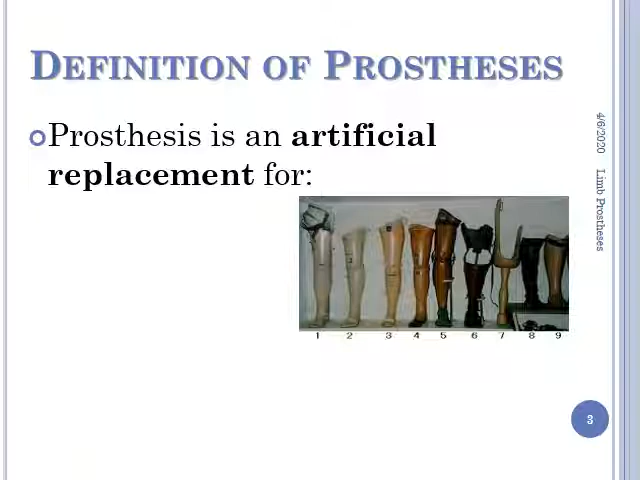 DEFINITION OF PROSTHESES
Prosthesis is an artificial
replacement for:
1 2 3 4 5 6 7 8 9
4/6/2020 Limb Prostheses
3